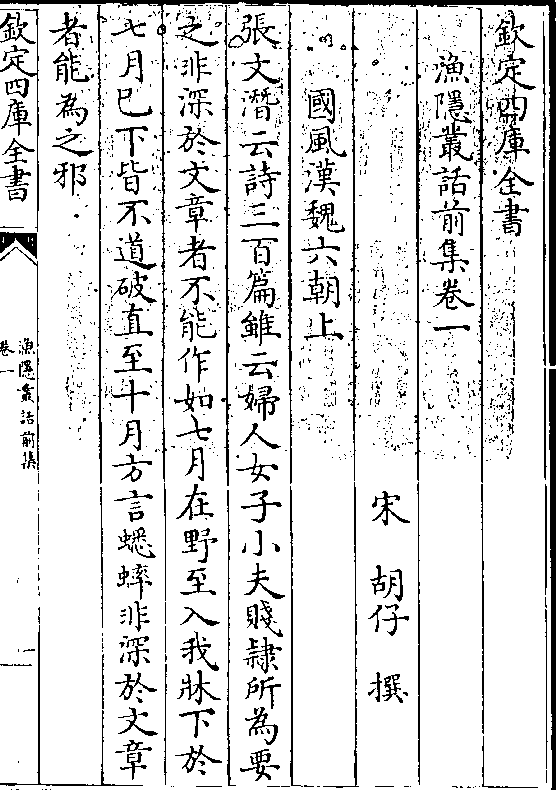 欽定四庫全書
漁隱叢話前集卷一
宋 胡仔 撰
國風漢魏六朝上
張文潛云詩三百篇雖云婦人女子小夫賤隸所為要
之非深於文章者不能作如七月在野至入我牀下於
七月已下皆不道破直至十月方言蟋蟀非深於文章
者能為之邪
欽定四庫全書
漁隱叢話前集
卷一
一